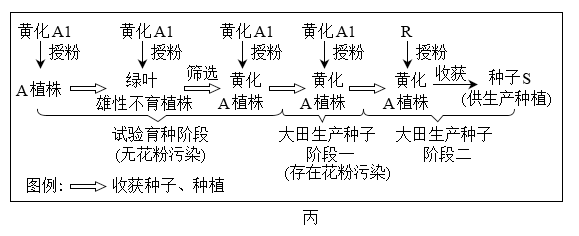 黄化A1 黄化A1 黄化A1 黄化A1 R
授粉 授粉 授粉 授粉 授粉
A植株 绿叶 雄性不育植株 筛选 黄化 A植株 黄化 A植株 黄化 A植株 收获 种子S (供生产种植)
试验育种阶段 大田生产种子 大田生产种子
(无花粉污染) 阶段一 阶段二
(存在花粉污染)
图例: 收获种子、种植
丙